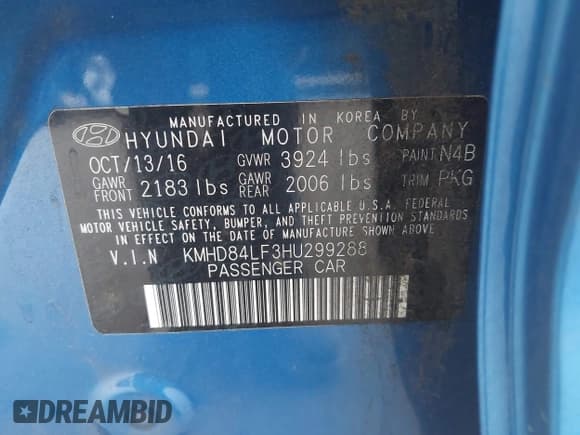 MANUFACTURED IN KOREA BY
HYUNDAI MOTOR COMPANY
OCT/13/16 GVWR 3924 lbs PAINT N4B
GAWR FRONT 2183 lbs GAWR REAR 2006 lbs TRIM PKG
THIS VEHICLE CONFORMS TO ALL APPLICABLE U.S.A. FEDERAL
MOTOR VEHICLE SAFETY, BUMPER, AND THEFT PREVENTION STANDARDS
IN EFFECT ON THE DATE OF MANUFACTURE SHOWN ABOVE
V.I.N KMHD84LF3HU299288
PASSENGER CAR
DREAMBID